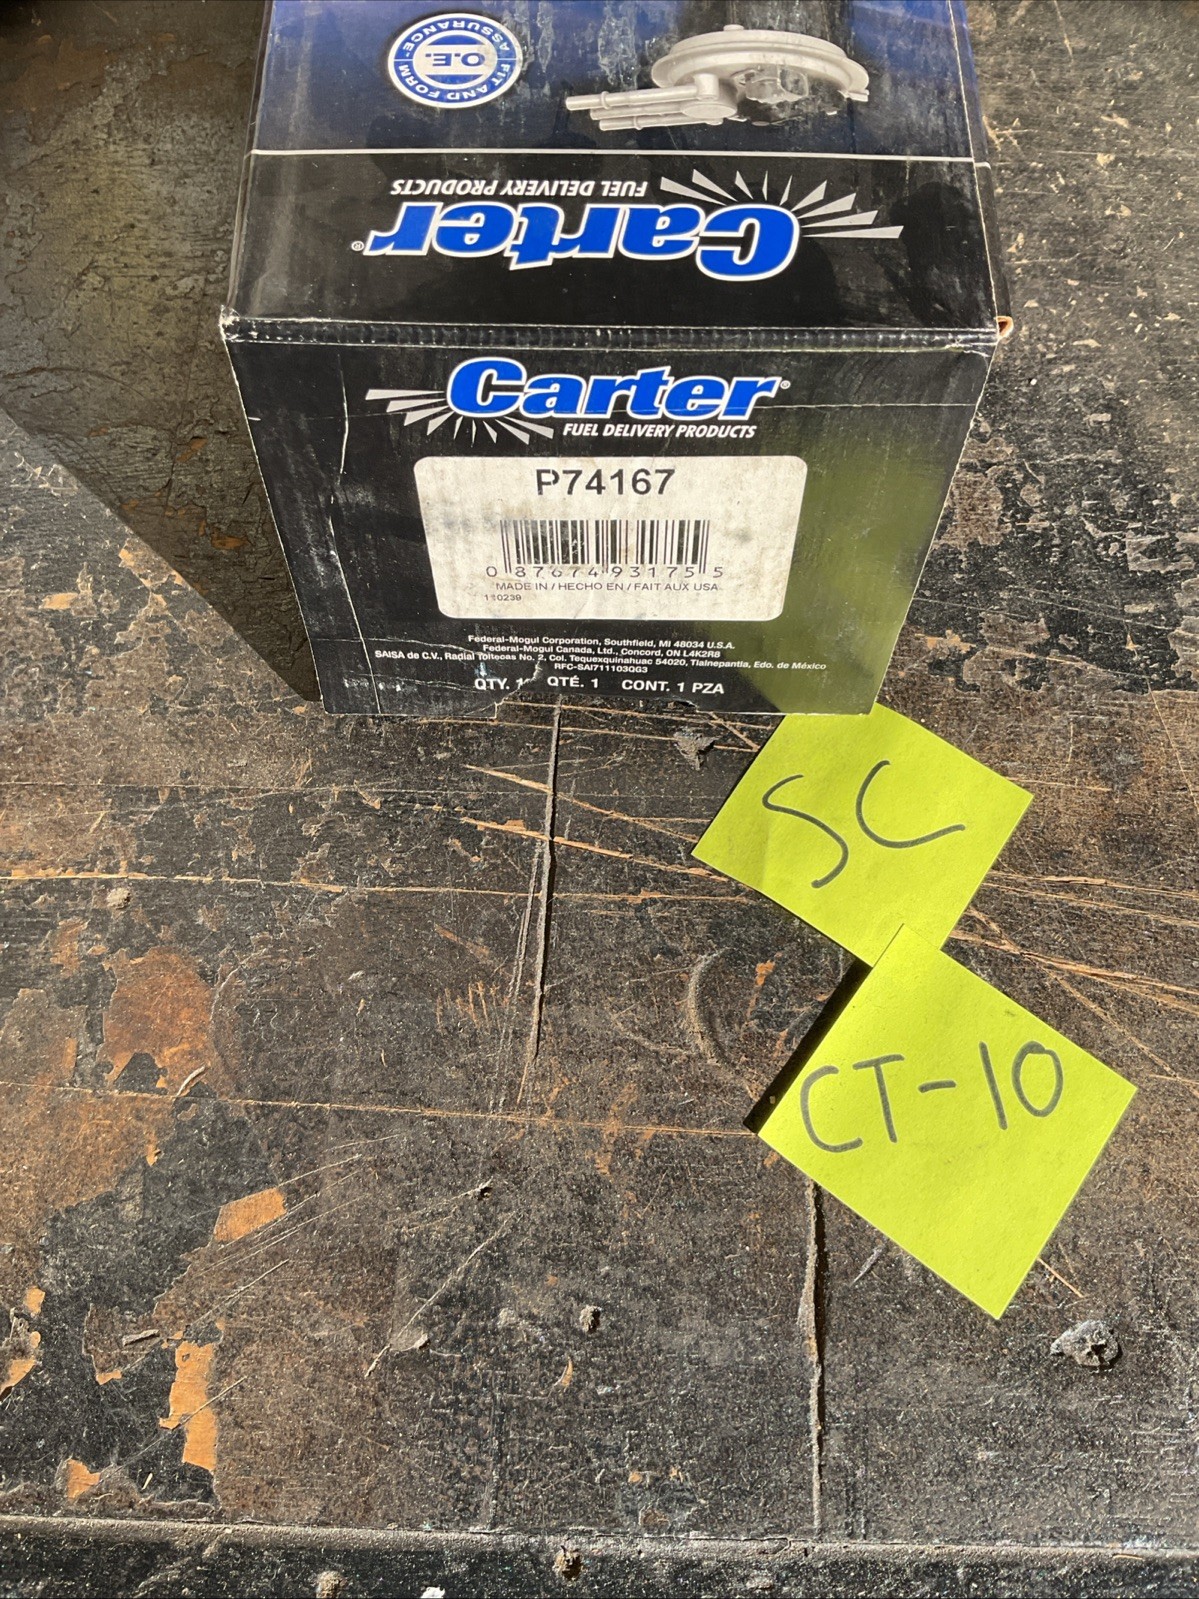 FIT AND FORM
O.E.
ASSURANCE
Carter®
FUEL DELIVERY PRODUCTS
Carter®
FUEL DELIVERY PRODUCTS
P74167
0 87674 93175 5
MADE IN / HECHO EN / FAIT AUX USA
Federal-Mogul Corporation, Southfield, MI 48034 U.S.A.
Federal-Mogul Canada, Ltd., Concord, ON L4K2R8
SAISA de C.V., Radial Toltecas No. 2, Col. Tequexquinahuac 54020, Tlalnepantla, Edo. de México
RFC-SAI711103QG3
QTY. 1 QTÉ. 1 CONT. 1 PZA
SC
CT-10